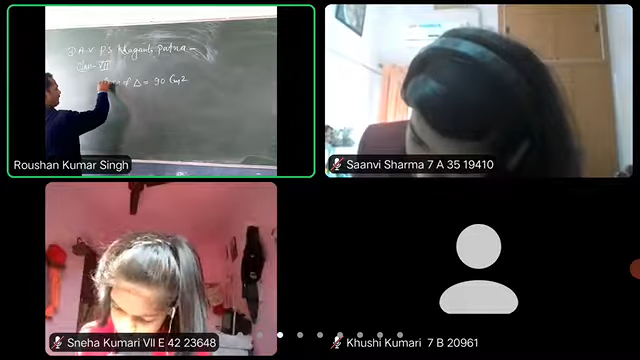 D.A.V P.S Khagaul, Patna –
Class – VII
of Δ = 90 Cm2
Roushan Kumar Singh
Saanvi Sharma 7 A 35 19410
Sneha Kumari VII E 42 23648
Khushi Kumari 7 B 20961